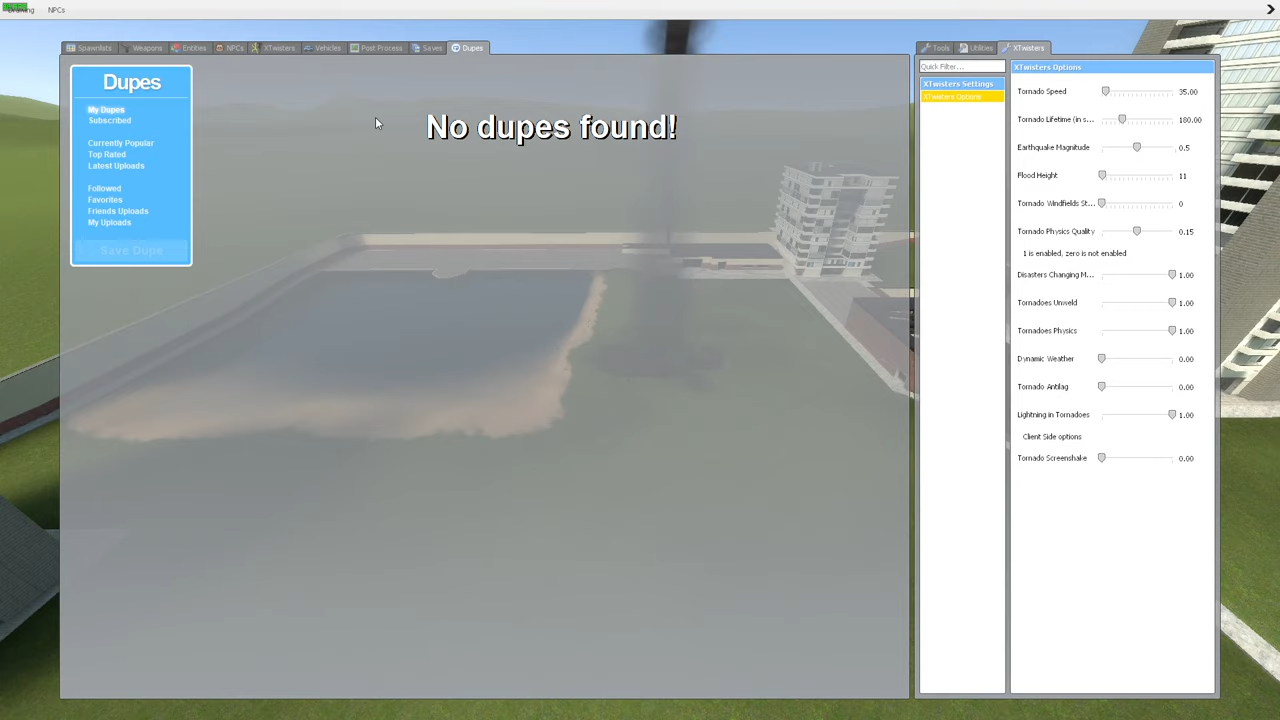 Drawing NPCs
Spawnlists Weapons Entities NPCs XTwisters Vehicles Post Process Saves Dupes
Dupes
My Dupes
Subscribed
Currently Popular
Top Rated
Latest Uploads
Followed
Favorites
Friends Uploads
My Uploads
Save Dupe
No dupes found!
Tools Utilities XTwisters
Quick Filter...
XTwisters Settings
XTwisters Options
XTwisters Options
Tornado Speed 35.00
Tornado Lifetime (in s... 180.00
Earthquake Magnitude 0.5
Flood Height 11
Tornado Windfields St... 0
Tornado Physics Quality 0.15
1 is enabled, zero is not enabled
Disasters Changing M... 1.00
Tornadoes Unweld 1.00
Tornadoes Physics 1.00
Dynamic Weather 0.00
Tornado Antilag 0.00
Lightning in Tornadoes 1.00
Client Side options
Tornado Screenshake 0.00